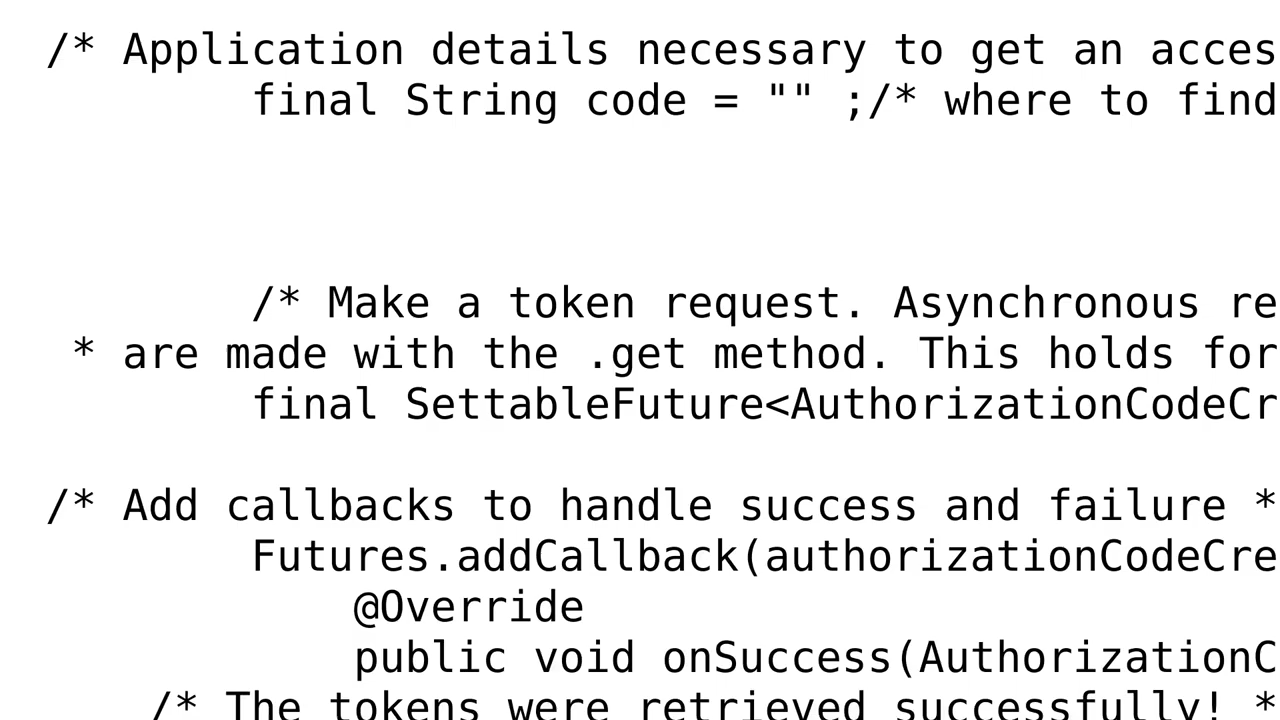 /* Application details necessary to get an acces
final String code = "" ;/* where to find
/* Make a token request. Asynchronous re
* are made with the .get method. This holds for
final SettableFuture<AuthorizationCodeCr
/* Add callbacks to handle success and failure *
Futures.addCallback(authorizationCodeCre
@Override
public void onSuccess(AuthorizationC
/* The tokens were retrieved successfully! *